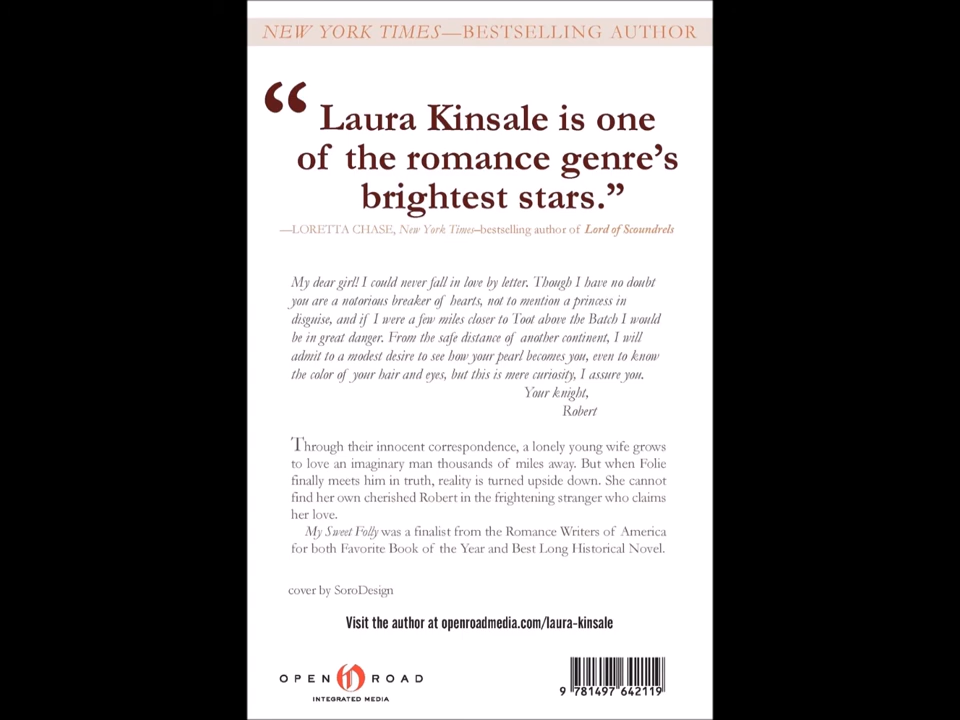 NEW YORK TIMES—BESTSELLING AUTHOR
“Laura Kinsale is one
of the romance genre’s
brightest stars.”
—LORETTA CHASE, New York Times–bestselling author of Lord of Scoundrels
My dear girl! I could never fall in love by letter. Though I have no doubt
you are a notorious breaker of hearts, not to mention a princess in
disguise, and if I were a few miles closer to Toot above the Batch I would
be in great danger. From the safe distance of another continent, I will
admit to a modest desire to see how your pearl becomes you, even to know
the color of your hair and eyes, but this is mere curiosity, I assure you.
Your knight,
Robert
Through their innocent correspondence, a lonely young wife grows
to love an imaginary man thousands of miles away. But when Folie
finally meets him in truth, reality is turned upside down. She cannot
find her own cherished Robert in the frightening stranger who claims
her love.
My Sweet Folly was a finalist from the Romance Writers of America
for both Favorite Book of the Year and Best Long Historical Novel.
cover by SoroDesign
Visit the author at openroadmedia.com/laura-kinsale
OPEN ROAD
INTEGRATED MEDIA
9 781497 642119